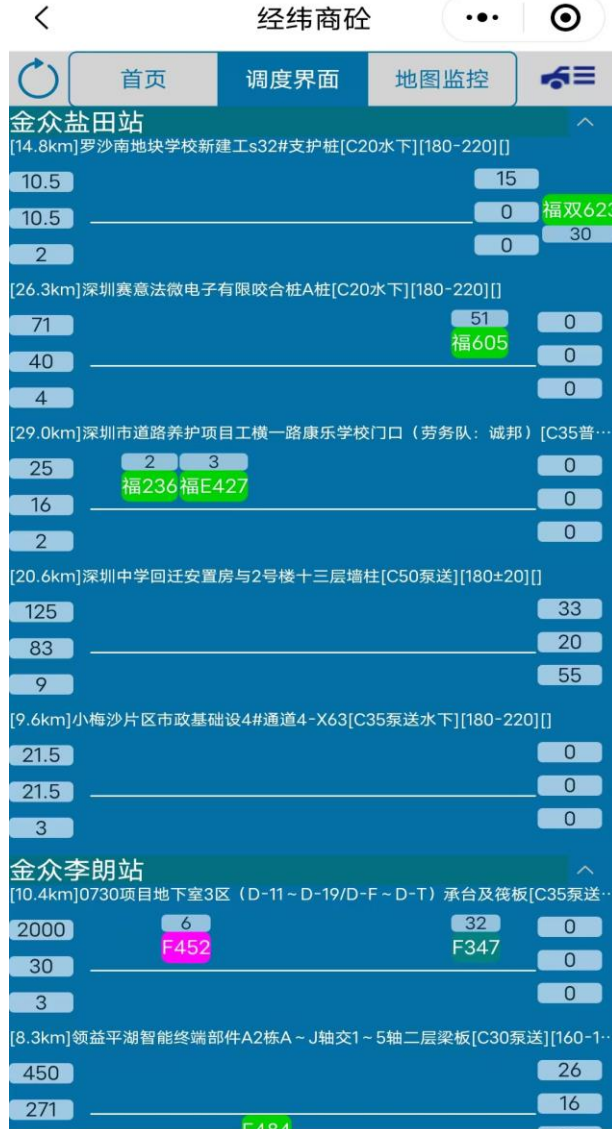 经纬商砼
首页 调度界面 地图监控
金众盐田站
[14.8km]罗沙南地块学校新建工s32#支护桩[C20水下][180-220][]
10.5 15
10.5 0 福双623
2 0 30
[26.3km]深圳赛意法微电子有限咬合桩A桩[C20水下][180-220][]
71 51 0
福605
40 0
4 0
[29.0km]深圳市道路养护项目工横一路康乐学校门口（劳务队：诚邦）[C35普…
25 2 3 0
福236 福E427
16 0
2 0
[20.6km]深圳中学回迁安置房与2号楼十三层墙柱[C50泵送][180±20][]
125 33
83 20
9 55
[9.6km]小梅沙片区市政基础设4#通道4-X63[C35泵送水下][180-220][]
21.5 0
21.5 0
3 0
金众李朗站
[10.4km]0730项目地下室3区（D-11～D-19/D-F～D-T）承台及筏板[C35泵送…
2000 6 32 0
F452 F347
30 0
3 0
[8.3km]领益平湖智能终端部件A2栋A～J轴交1～5轴二层梁板[C30泵送][160-1…
450 26
271 16